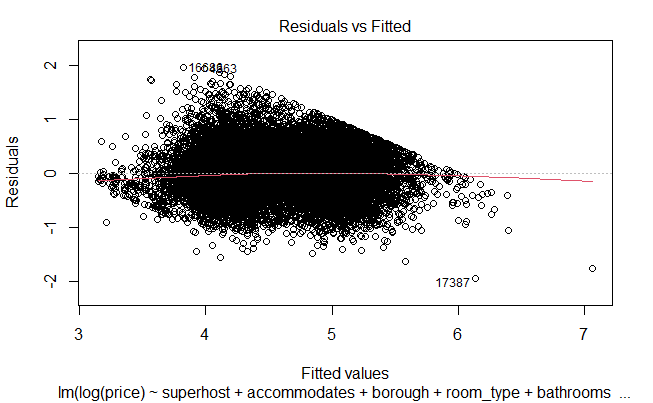 Residuals vs Fitted
Residuals
2
1
0
-1
-2
17387
3 4 5 6 7
Fitted values
lm(log(price) ~ superhost + accommodates + borough + room_type + bathrooms ...